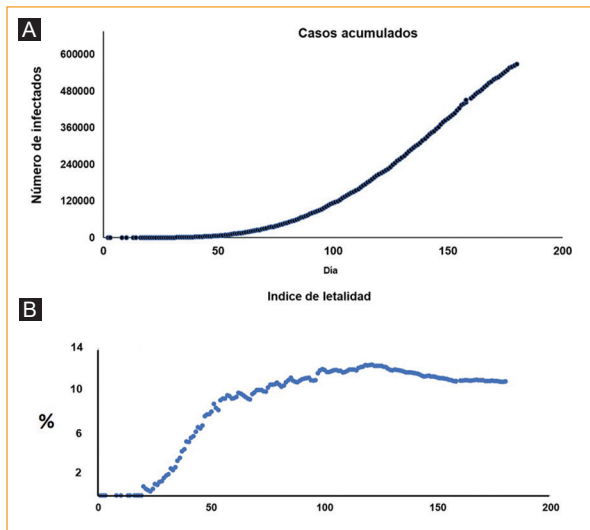 A
Casos acumulados
Número de infectados
600000
480000
360000
240000
120000
0
0 50 100 150 200
Dia
B
Indice de letalidad
%
14
10
6
2
0 50 100 150 200